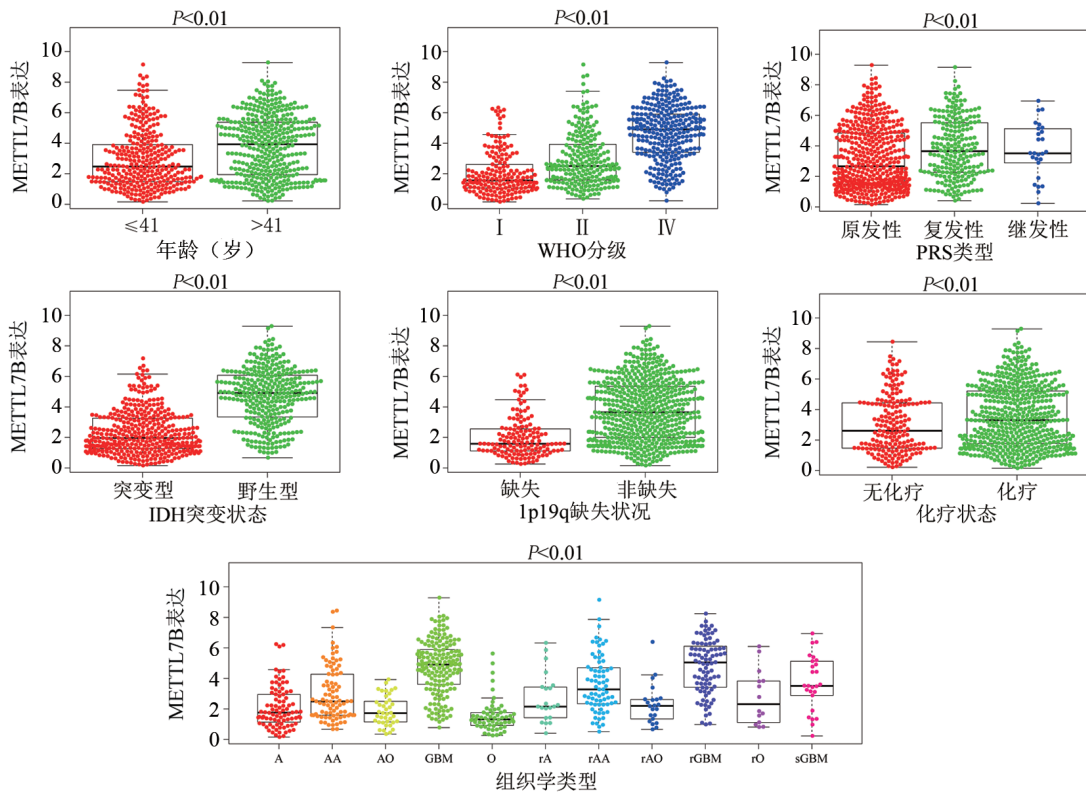 P<0.01
METTL7B表达
10
8
6
4
2
0
≤41 >41
年龄（岁）
P<0.01
METTL7B表达
10
8
6
4
2
0
I II IV
WHO分级
P<0.01
METTL7B表达
10
8
6
4
2
0
原发性 复发性 继发性
PRS类型
P<0.01
METTL7B表达
10
8
6
4
2
0
突变型 野生型
IDH突变状态
P<0.01
METTL7B表达
10
8
6
4
2
0
缺失 非缺失
1p19q缺失状况
P<0.01
METTL7B表达
10
8
6
4
2
0
无化疗 化疗
化疗状态
P<0.01
METTL7B表达
10
8
6
4
2
0
A AA AO GBM O rA rAA rAO rGBM rO sGBM
组织学类型